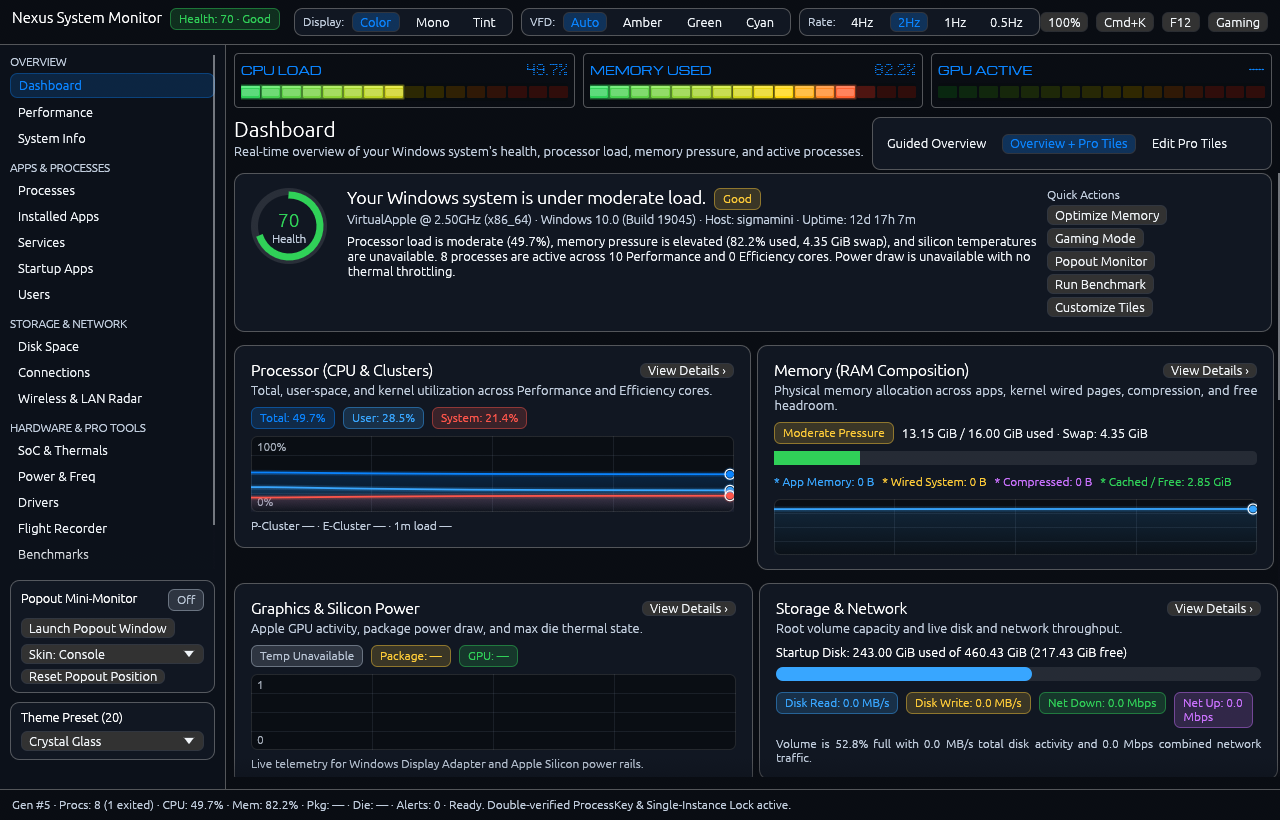 Nexus System Monitor
Health: 70 · Good
Display: Color Mono Tint
VFD: Auto Amber Green Cyan
Rate: 4Hz 2Hz 1Hz 0.5Hz
100% Cmd+K F12 Gaming
OVERVIEW
Dashboard
Performance
System Info
APPS & PROCESSES
Processes
Installed Apps
Services
Startup Apps
Users
STORAGE & NETWORK
Disk Space
Connections
Wireless & LAN Radar
HARDWARE & PRO TOOLS
SoC & Thermals
Power & Freq
Drivers
Flight Recorder
Benchmarks
Popout Mini-Monitor Off
Launch Popout Window
Skin: Console
Reset Popout Position
Theme Preset (20)
Crystal Glass
CPU LOAD 49.7%
MEMORY USED 82.2%
GPU ACTIVE —
Dashboard
Real-time overview of your Windows system's health, processor load, memory pressure, and active processes.
Guided Overview Overview + Pro Tiles Edit Pro Tiles
70
Health
Your Windows system is under moderate load. Good
VirtualApple @ 2.50GHz (x86_64) · Windows 10.0 (Build 19045) · Host: sigmamini · Uptime: 12d 17h 7m
Processor load is moderate (49.7%), memory pressure is elevated (82.2% used, 4.35 GiB swap), and silicon temperatures
are unavailable. 8 processes are active across 10 Performance and 0 Efficiency cores. Power draw is unavailable with no
thermal throttling.
Quick Actions
Optimize Memory
Gaming Mode
Popout Monitor
Run Benchmark
Customize Tiles
Processor (CPU & Clusters) View Details ›
Total, user-space, and kernel utilization across Performance and Efficiency cores.
Total: 49.7% User: 28.5% System: 21.4%
100%
0%
P-Cluster — · E-Cluster — · 1m load —
Memory (RAM Composition) View Details ›
Physical memory allocation across apps, kernel wired pages, compression, and free
headroom.
Moderate Pressure 13.15 GiB / 16.00 GiB used · Swap: 4.35 GiB
* App Memory: 0 B * Wired System: 0 B * Compressed: 0 B * Cached / Free: 2.85 GiB
Graphics & Silicon Power View Details ›
Apple GPU activity, package power draw, and max die thermal state.
Temp Unavailable Package: — GPU: —
1
0
Live telemetry for Windows Display Adapter and Apple Silicon power rails.
Storage & Network View Details ›
Root volume capacity and live disk and network throughput.
Startup Disk: 243.00 GiB used of 460.43 GiB (217.43 GiB free)
Disk Read: 0.0 MB/s Disk Write: 0.0 MB/s Net Down: 0.0 Mbps Net Up: 0.0
Mbps
Volume is 52.8% full with 0.0 MB/s total disk activity and 0.0 Mbps combined network
traffic.
Gen #5 · Procs: 8 (1 exited) · CPU: 49.7% · Mem: 82.2% · Pkg: — · Die: — · Alerts: 0 · Ready. Double-verified ProcessKey & Single-Instance Lock active.